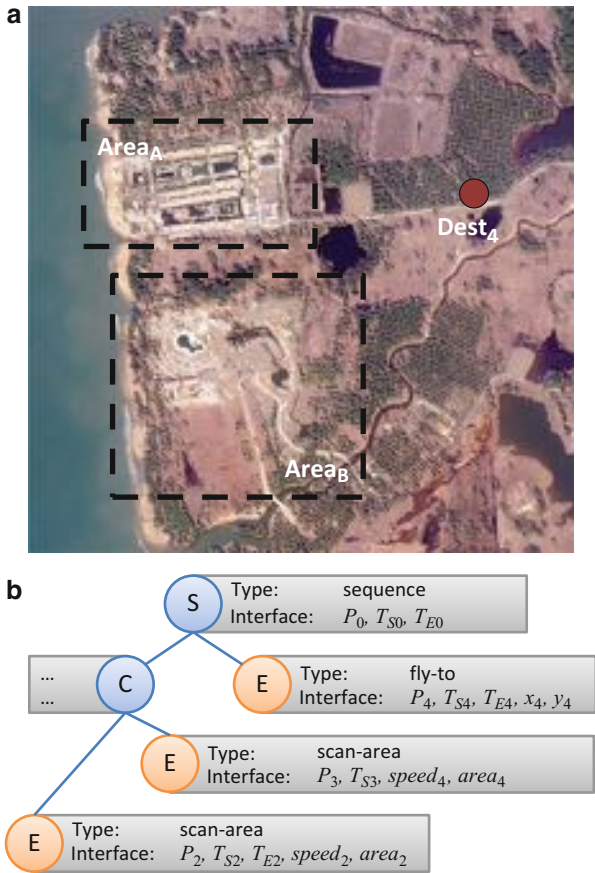 a
Area_A
Dest_4
Area_B
b
S
Type: sequence
Interface: P_0, T_S0, T_E0
...
...
C
E
Type: fly-to
Interface: P_4, T_S4, T_E4, x_4, y_4
E
Type: scan-area
Interface: P_3, T_S3, speed_4, area_4
E
Type: scan-area
Interface: P_2, T_S2, T_E2, speed_2, area_2